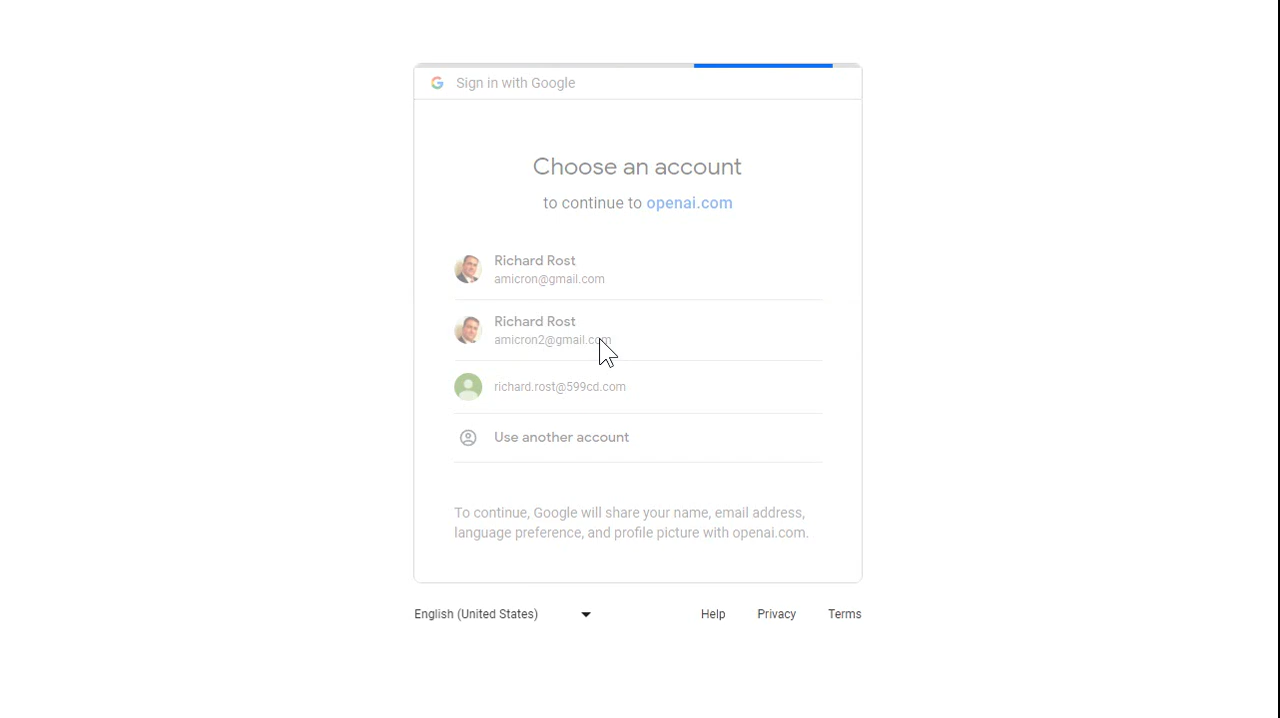 Sign in with Google
Choose an account
to continue to openai.com
Richard Rost
amicron@gmail.com
Richard Rost
amicron2@gmail.com
richard.rost@599cd.com
Use another account
To continue, Google will share your name, email address,
language preference, and profile picture with openai.com.
English (United States) Help Privacy Terms